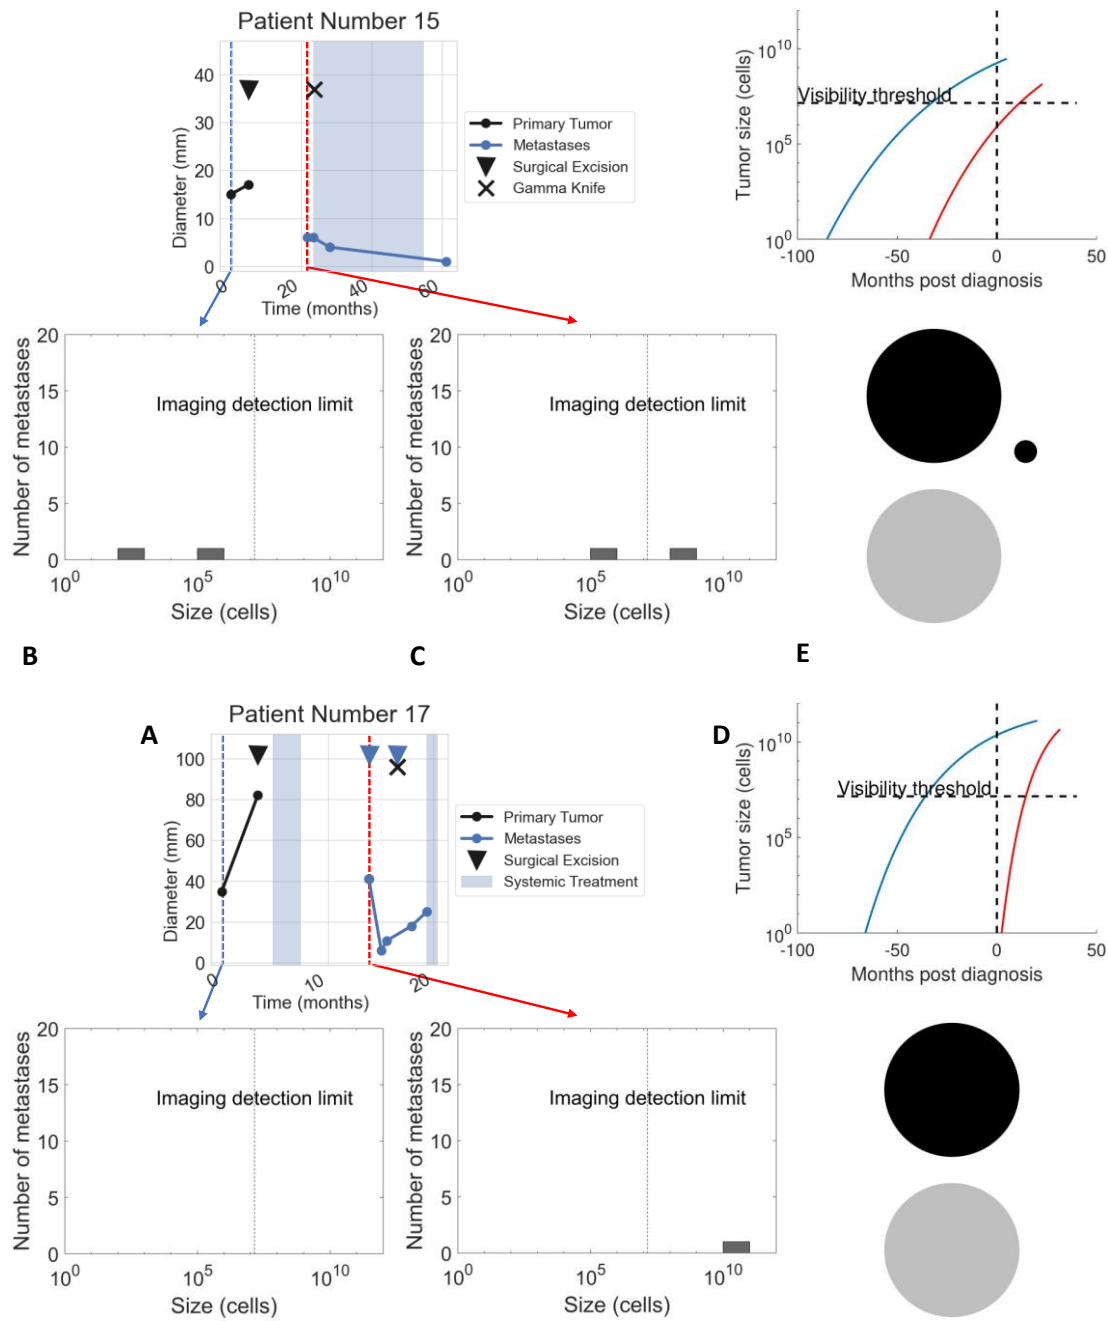 Patient Number 15
Diameter (mm)
40
30
20
10
0
0
20
40
60
Time (months)
Primary Tumor
Metastases
Surgical Excision
Gamma Knife
Tumor size (cells)
10^10
10^5
10^0
Visibility threshold
-100
-50
0
50
Months post diagnosis
Number of metastases
20
15
10
5
0
Imaging detection limit
10^0
10^5
10^10
Size (cells)
Number of metastases
20
15
10
5
0
Imaging detection limit
10^0
10^5
10^10
Size (cells)
B
C
E
Patient Number 17
A
D
Diameter (mm)
100
80
60
40
20
0
0
10
20
Time (months)
Primary Tumor
Metastases
Surgical Excision
Systemic Treatment
Tumor size (cells)
10^10
10^5
10^0
Visibility threshold
-100
-50
0
50
Months post diagnosis
Number of metastases
20
15
10
5
0
Imaging detection limit
10^0
10^5
10^10
Size (cells)
Number of metastases
20
15
10
5
0
Imaging detection limit
10^0
10^5
10^10
Size (cells)